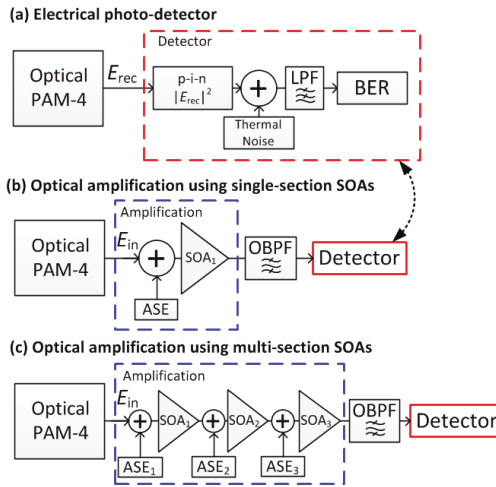 (a) Electrical photo-detector
Detector
Optical
PAM-4
E_rec
p-i-n
|E_rec|^2
+
Thermal
Noise
LPF
BER
(b) Optical amplification using single-section SOAs
Amplification
Optical
PAM-4
E_in
+
ASE
SOA_1
OBPF
Detector
(c) Optical amplification using multi-section SOAs
Amplification
Optical
PAM-4
E_in
+
SOA_1
+
SOA_2
+
SOA_3
ASE_1
ASE_2
ASE_3
OBPF
Detector